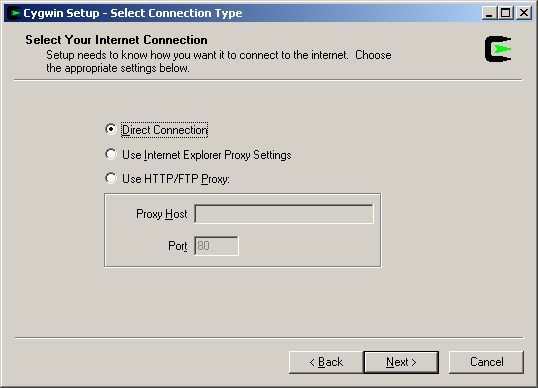 Cygwin Setup - Select Connection Type
Select Your Internet Connection
Setup needs to know how you want it to connect to the internet. Choose
the appropriate settings below.
Direct Connection
Use Internet Explorer Proxy Settings
Use HTTP/FTP Proxy:
Proxy Host
Port 80
< Back Next > Cancel